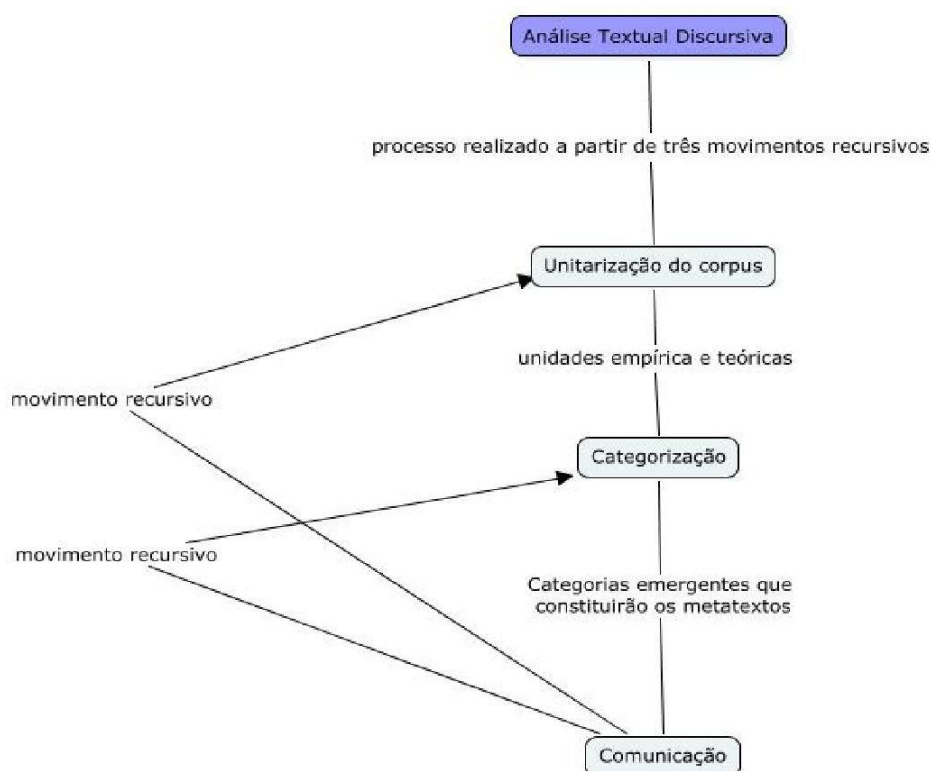 Análise Textual Discursiva
processo realizado a partir de três movimentos recursivos
Unitarização do corpus
unidades empírica e teóricas
movimento recursivo
Categorização
movimento recursivo
Categorias emergentes que
constituirão os metatextos
Comunicação